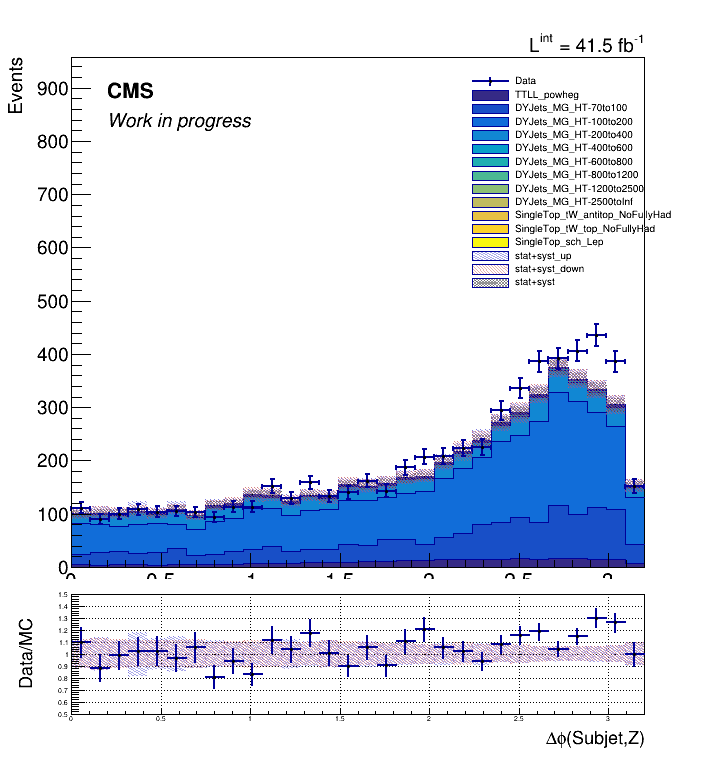 L^int = 41.5 fb^-1
Events
CMS
Work in progress
Data
TTLL_powheg
DYJets_MG_HT-70to100
DYJets_MG_HT-100to200
DYJets_MG_HT-200to400
DYJets_MG_HT-400to600
DYJets_MG_HT-600to800
DYJets_MG_HT-800to1200
DYJets_MG_HT-1200to2500
DYJets_MG_HT-2500toInf
SingleTop_tW_antitop_NoFullyHad
SingleTop_tW_top_NoFullyHad
SingleTop_sch_Lep
stat+syst_up
stat+syst_down
stat+syst
900
800
700
600
500
400
300
200
100
0
0 0.5 1 1.5 2 2.5 3
Data/MC
1.5
1.4
1.3
1.2
1.1
1
0.9
0.8
0.7
0.6
0.5
0 0.5 1 1.5 2 2.5 3
Δϕ(Subjet,Z)